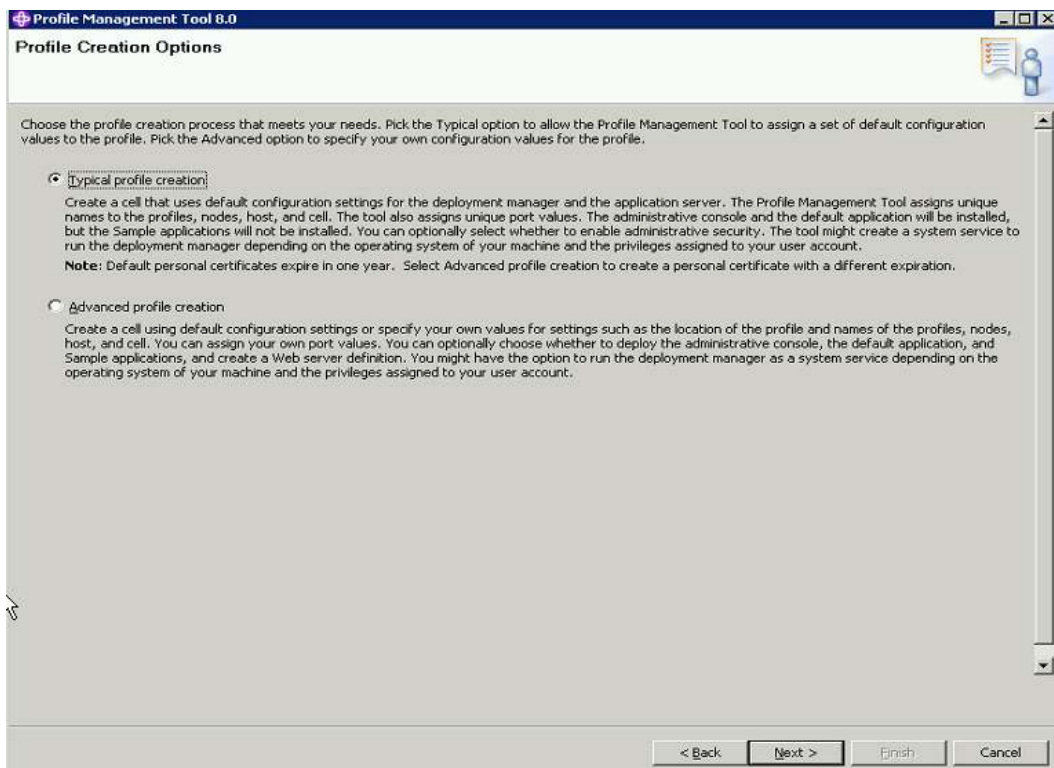 Profile Management Tool 8.0
Profile Creation Options
Choose the profile creation process that meets your needs. Pick the Typical option to allow the Profile Management Tool to assign a set of default configuration
values to the profile. Pick the Advanced option to specify your own configuration values for the profile.
Typical profile creation
Create a cell that uses default configuration settings for the deployment manager and the application server. The Profile Management Tool assigns unique
names to the profiles, nodes, host, and cell. The tool also assigns unique port values. The administrative console and the default application will be installed,
but the Sample applications will not be installed. You can optionally select whether to enable administrative security. The tool might create a system service to
run the deployment manager depending on the operating system of your machine and the privileges assigned to your user account.
Note: Default personal certificates expire in one year. Select Advanced profile creation to create a personal certificate with a different expiration.
Advanced profile creation
Create a cell using default configuration settings or specify your own values for settings such as the location of the profile and names of the profiles, nodes,
host, and cell. You can assign your own port values. You can optionally choose whether to deploy the administrative console, the default application, and
Sample applications, and create a Web server definition. You might have the option to run the deployment manager as a system service depending on the
operating system of your machine and the privileges assigned to your user account.
< Back Next > Finish Cancel